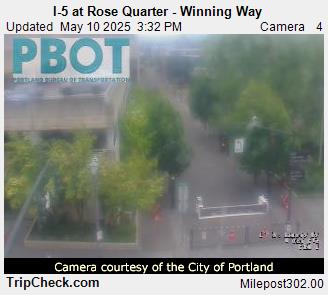 I-5 at Rose Quarter - Winning Way
Updated May 10 2025 3:32 PM Camera 4
PBOT
PORTLAND BUREAU OF TRANSPORTATION
Camera courtesy of the City of Portland
TripCheck.com Milepost302.00